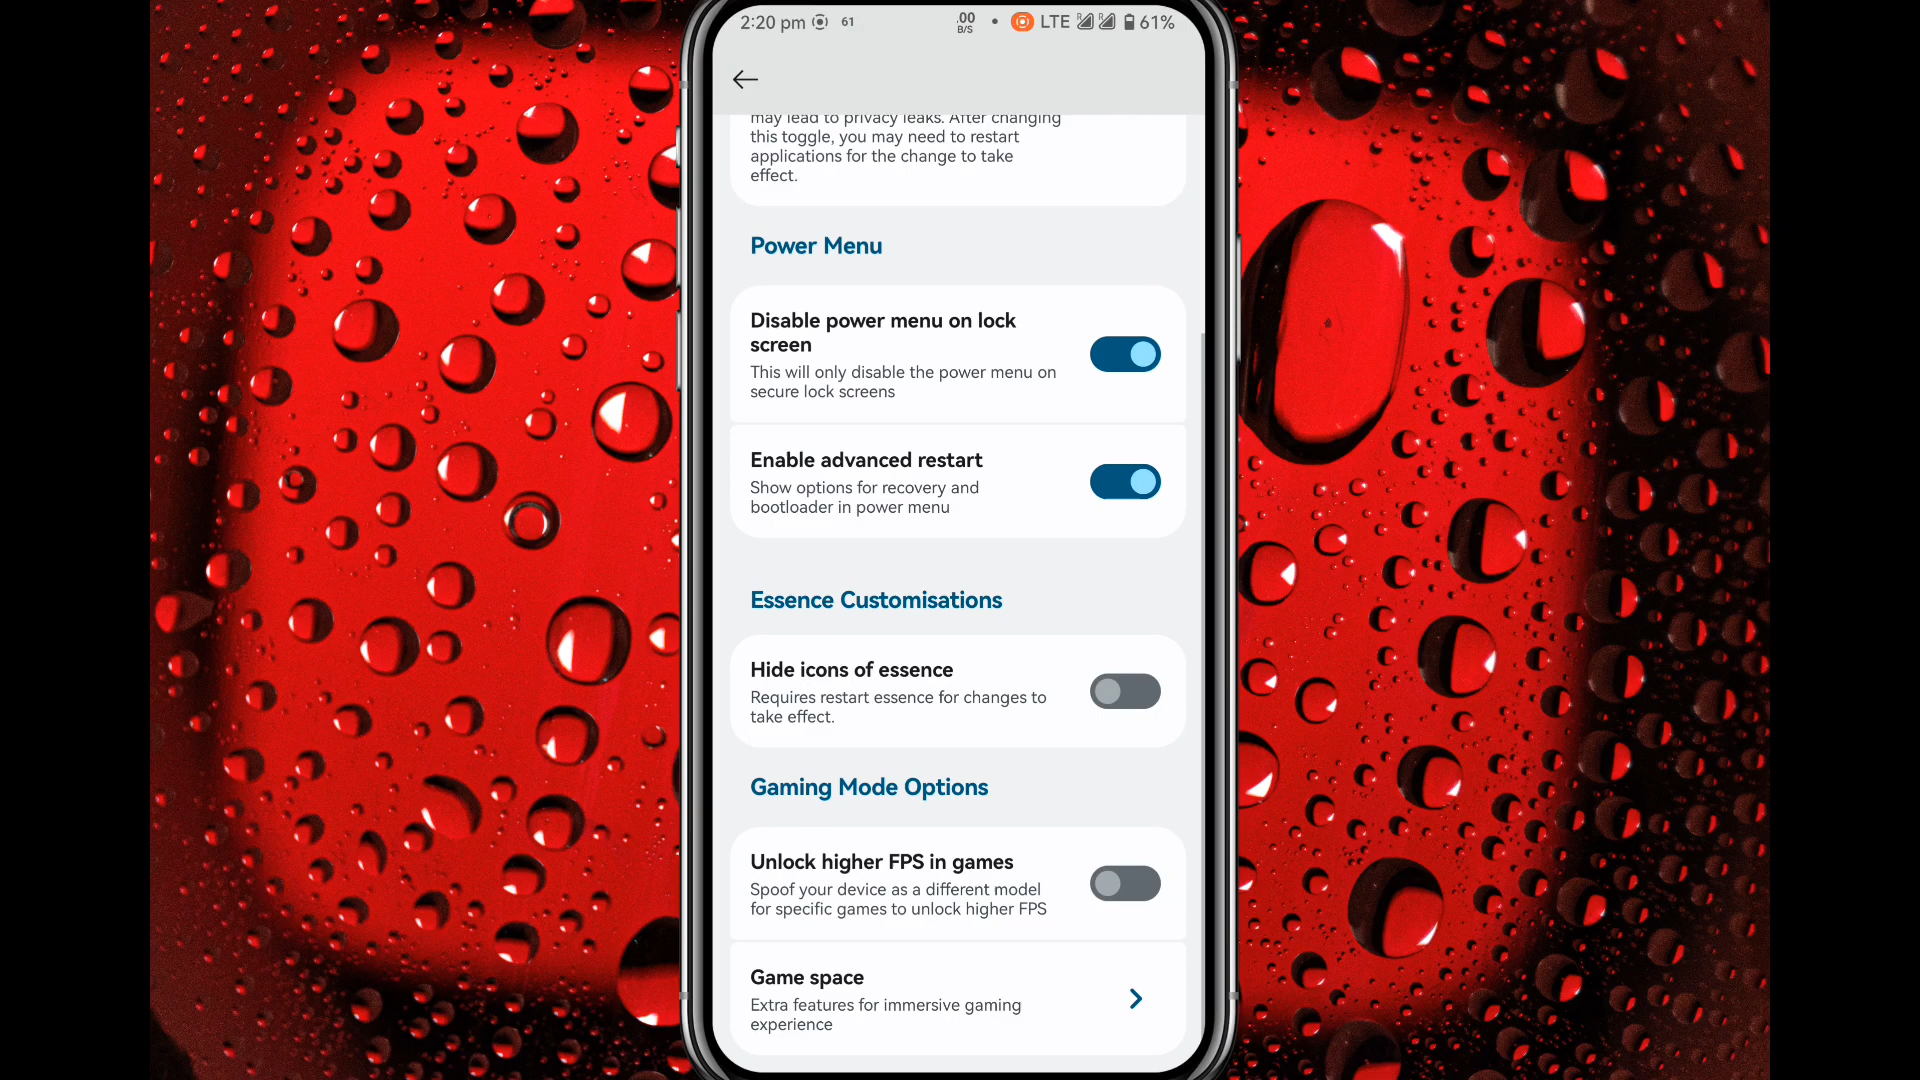 2:20 pm 61 .00 B/S • LTE 61%
may lead to privacy leaks. After changing
this toggle, you may need to restart
applications for the change to take
effect.
Power Menu
Disable power menu on lock
screen
This will only disable the power menu on
secure lock screens
Enable advanced restart
Show options for recovery and
bootloader in power menu
Essence Customisations
Hide icons of essence
Requires restart essence for changes to
take effect.
Gaming Mode Options
Unlock higher FPS in games
Spoof your device as a different model
for specific games to unlock higher FPS
Game space
Extra features for immersive gaming
experience